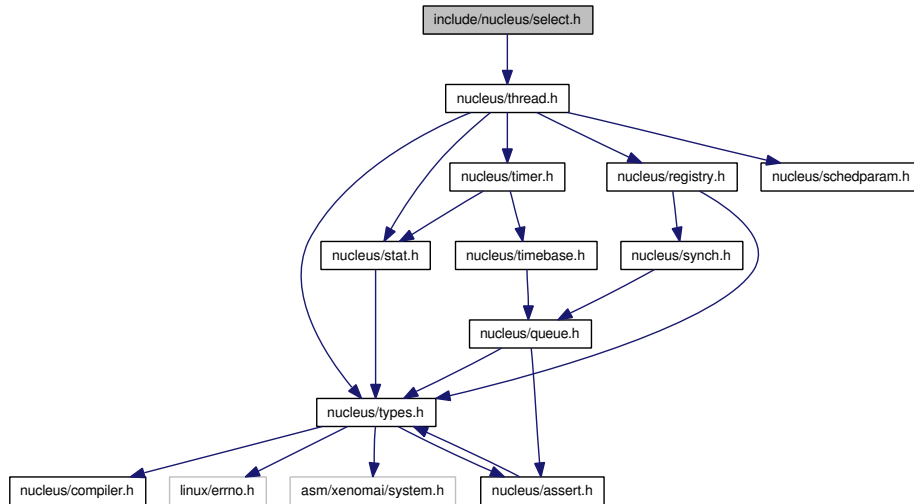 include/nucleus/select.h
nucleus/thread.h
nucleus/timer.h
nucleus/registry.h
nucleus/schedparam.h
nucleus/stat.h
nucleus/timebase.h
nucleus/synch.h
nucleus/queue.h
nucleus/types.h
nucleus/compiler.h
linux/errno.h
asm/xenomai/system.h
nucleus/assert.h